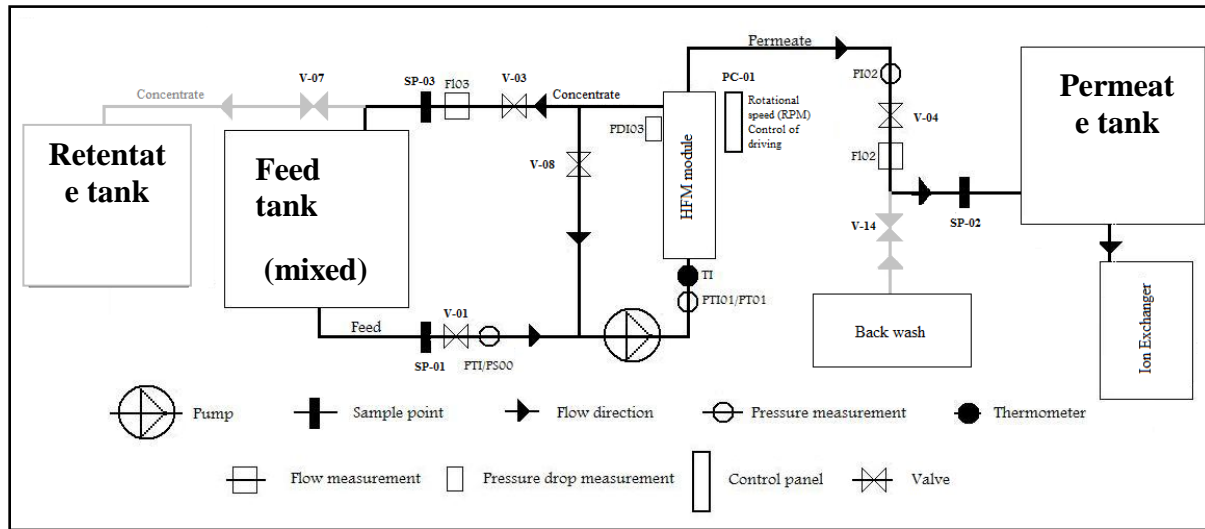 Permeate
PC-01
PI02
Permeat
e tank
V-07
SP-03
FI03
V-03
Concentrate
Concentrate
PDI03
Rotational
speed (RPM)
Control of
driving
V-04
FI02
Retentat
e tank
Feed
tank
(mixed)
V-08
HFM module
V-14
SP-02
TI
PTI01/PT01
V-01
Feed
SP-01
PTI/PS00
Back wash
Ion Exchanger
Pump
Sample point
Flow direction
Pressure measurement
Thermometer
Flow measurement
Pressure drop measurement
Control panel
Valve